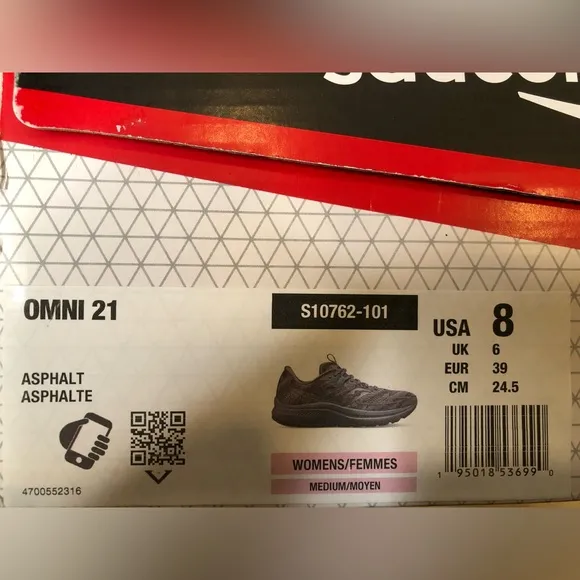 OMNI 21
S10762-101
USA 8
UK 6
EUR 39
CM 24.5
ASPHALT
ASPHALTE
WOMENS/FEMMES
MEDIUM/MOYEN
4700552316
1 95018 53699 0